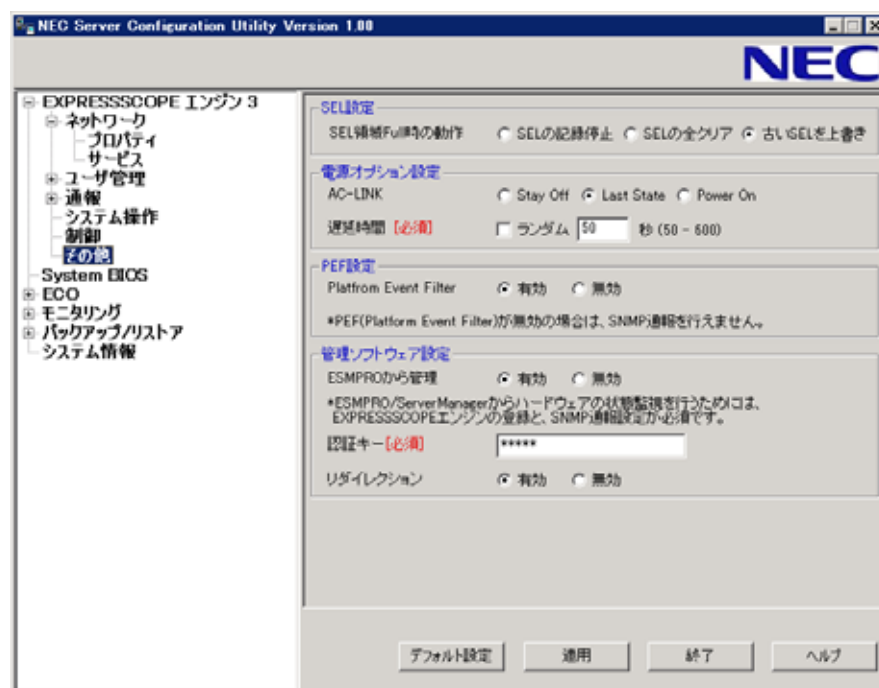 NEC Server Configuration Utility Version 1.00
NEC
EXPRESSSCOPE エンジン 3
ネットワーク
プロパティ
サービス
ユーザ管理
通報
システム操作
制御
その他
System BIOS
ECO
モニタリング
バックアップ/リストア
システム情報
SEL設定
SEL領域Full時の動作 SELの記録停止 SELの全クリア 古いSELを上書き
電源オプション設定
AC-LINK Stay Off Last State Power On
遅延時間 [必須] ランダム 50 秒 (50 - 600)
PEF設定
Platfrom Event Filter 有効 無効
*PEF(Platform Event Filter)が無効の場合は、SNMP通報を行えません。
管理ソフトウェア設定
ESMPROから管理 有効 無効
*ESMPRO/ServerManagerからハードウェアの状態監視を行うためには、
EXPRESSSCOPEエンジンの登録と、SNMP通報設定が必須です。
認証キー[必須] *****
リダイレクション 有効 無効
デフォルト設定 適用 終了 ヘルプ